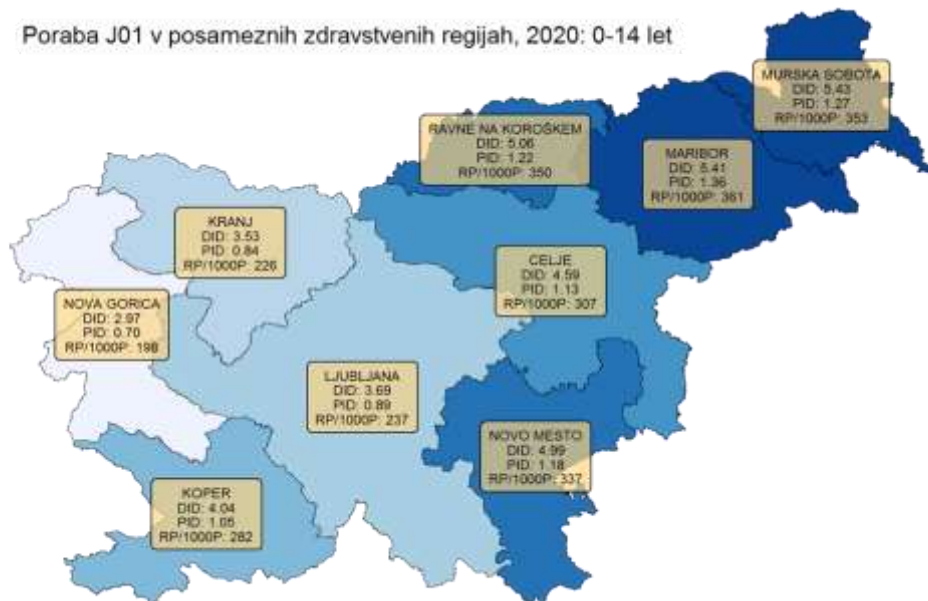 Poraba J01 v posameznih zdravstvenih regijah, 2020: 0-14 let
MURSKA SOBOTA
DID: 5.43
PID: 1.27
RP/1000P: 353
RAVNE NA KOROŠKEM
DID: 5.06
PID: 1.22
RP/1000P: 350
MARIBOR
DID: 5.41
PID: 1.36
RP/1000P: 361
KRANJ
DID: 3.53
PID: 0.84
RP/1000P: 226
CELJE
DID: 4.59
PID: 1.13
RP/1000P: 307
NOVA GORICA
DID: 2.97
PID: 0.70
RP/1000P: 198
LJUBLJANA
DID: 3.69
PID: 0.89
RP/1000P: 237
NOVO MESTO
DID: 4.99
PID: 1.18
RP/1000P: 337
KOPER
DID: 4.04
PID: 1.05
RP/1000P: 282